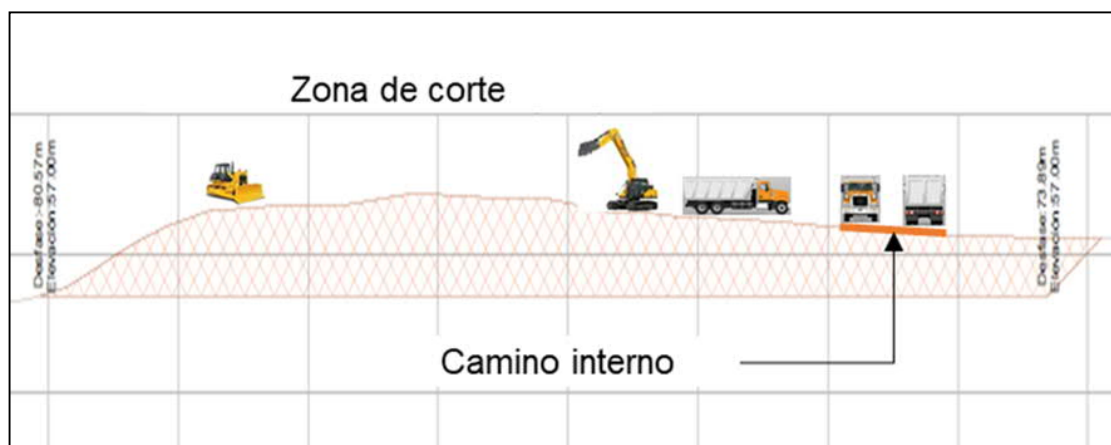 Zona de corte
Desfase:-80.57m
Elevación:57.00m
Desfase: 73.89m
Elevación:57.00m
Camino interno